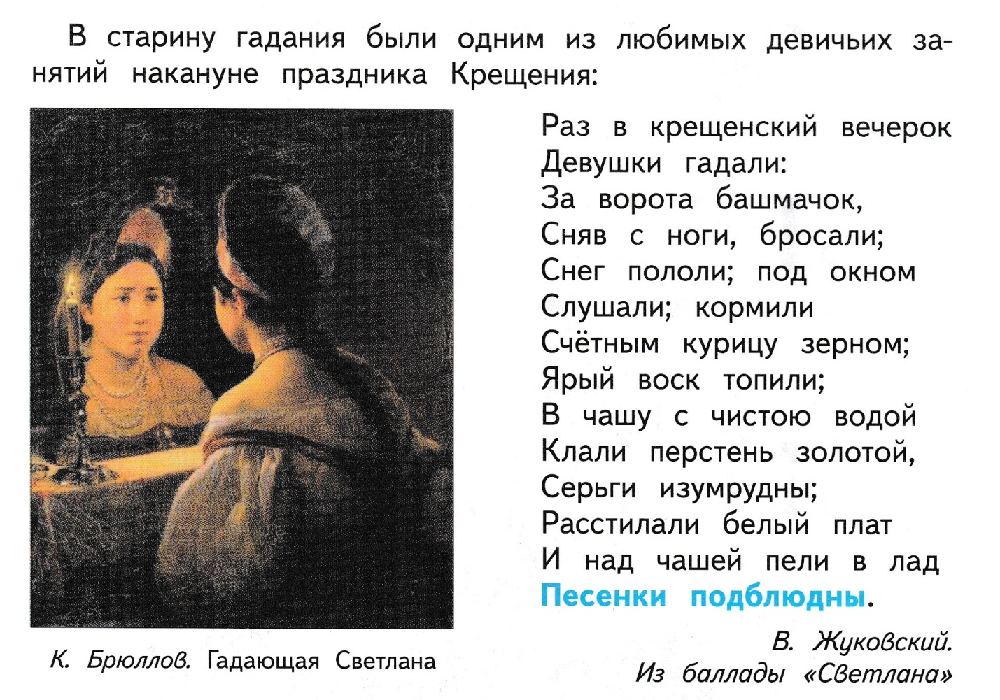 В старину гадания были одним из любимых девичьих за-
нятий накануне праздника Крещения:
Раз в крещенский вечерок
Девушки гадали:
За ворота башмачок,
Сняв с ноги, бросали;
Снег пололи; под окном
Слушали; кормили
Счётным курицу зерном;
Ярый воск топили;
В чашу с чистою водой
Клали перстень золотой,
Серьги изумрудны;
Расстилали белый плат
И над чашей пели в лад
Песенки подблюдны.
В. Жуковский.
Из баллады «Светлана»
К. Брюллов. Гадающая Светлана